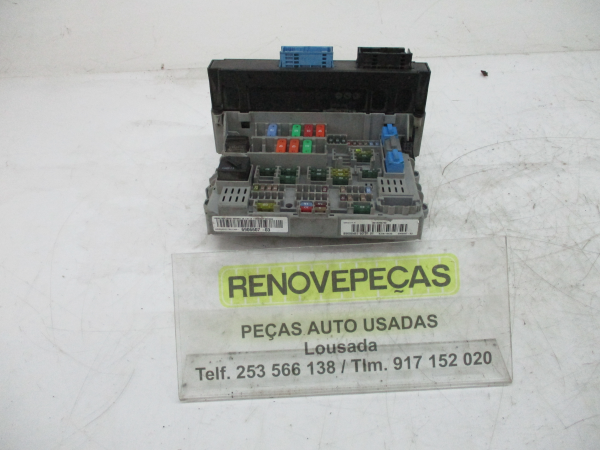 RENOVEPEÇAS
PEÇAS AUTO USADAS
Lousada
Telf. 253 566 138 / Tlm. 917 152 020